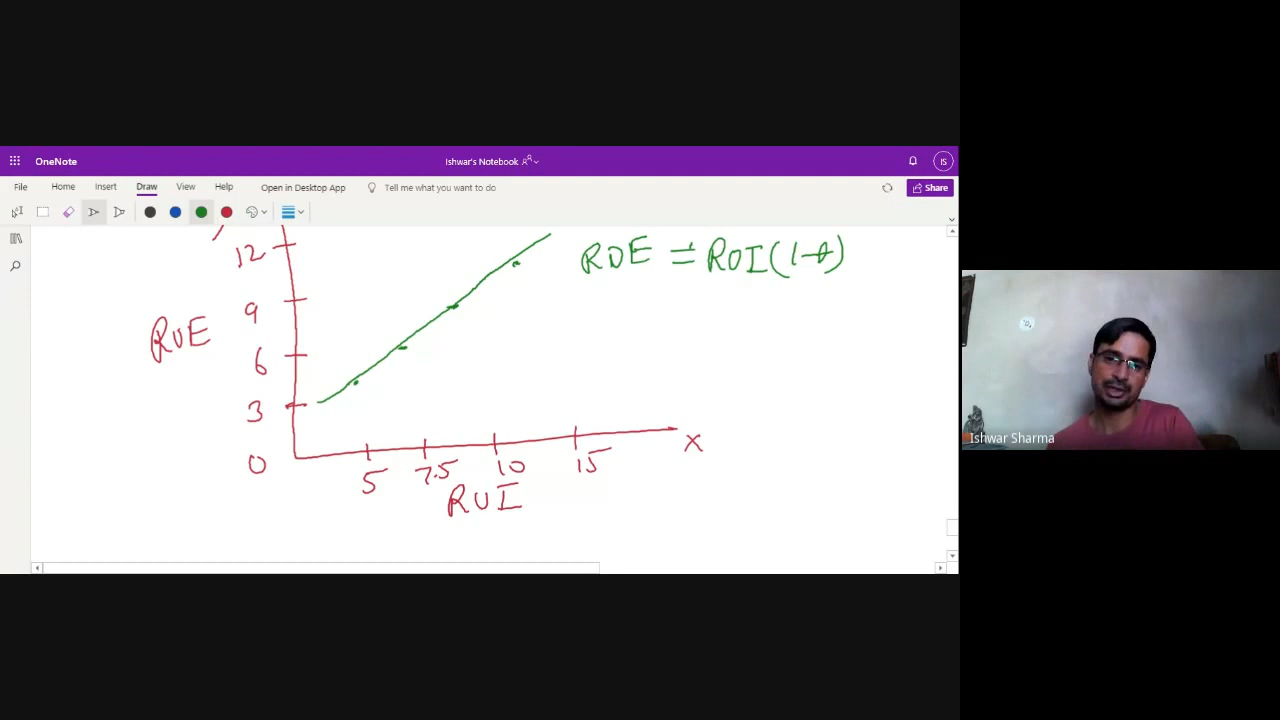 OneNote
Ishwar's Notebook
IS
File Home Insert Draw View Help Open in Desktop App Tell me what you want to do
Share
12
ROE = ROI(1-t)
9
ROE
6
3
0
5 7.5 10 15 X
ROI
Ishwar Sharma